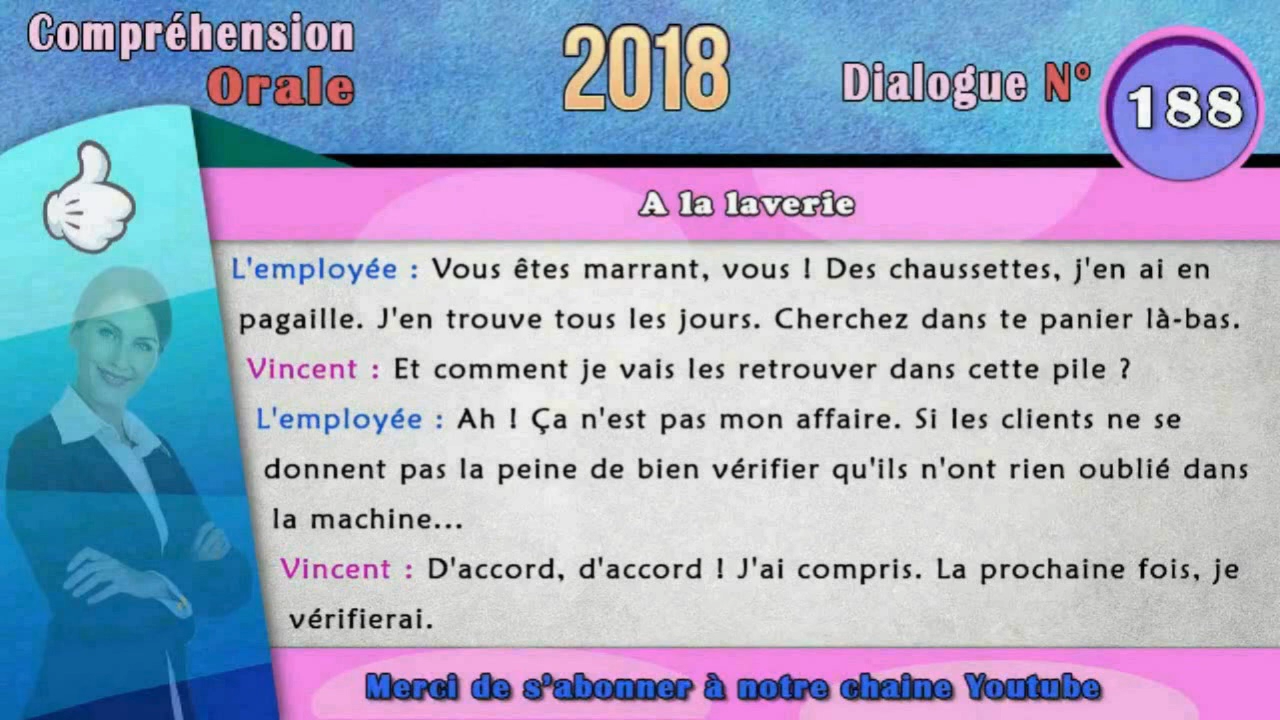 Compréhension
Orale
2018
Dialogue N°
188
A la laverie
L'employée : Vous êtes marrant, vous ! Des chaussettes, j'en ai en
pagaille. J'en trouve tous les jours. Cherchez dans te panier là-bas.
Vincent : Et comment je vais les retrouver dans cette pile ?
L'employée : Ah ! Ça n'est pas mon affaire. Si les clients ne se
donnent pas la peine de bien vérifier qu'ils n'ont rien oublié dans
la machine...
Vincent : D'accord, d'accord ! J'ai compris. La prochaine fois, je
vérifierai.
Merci de s'abonner à notre chaine Youtube